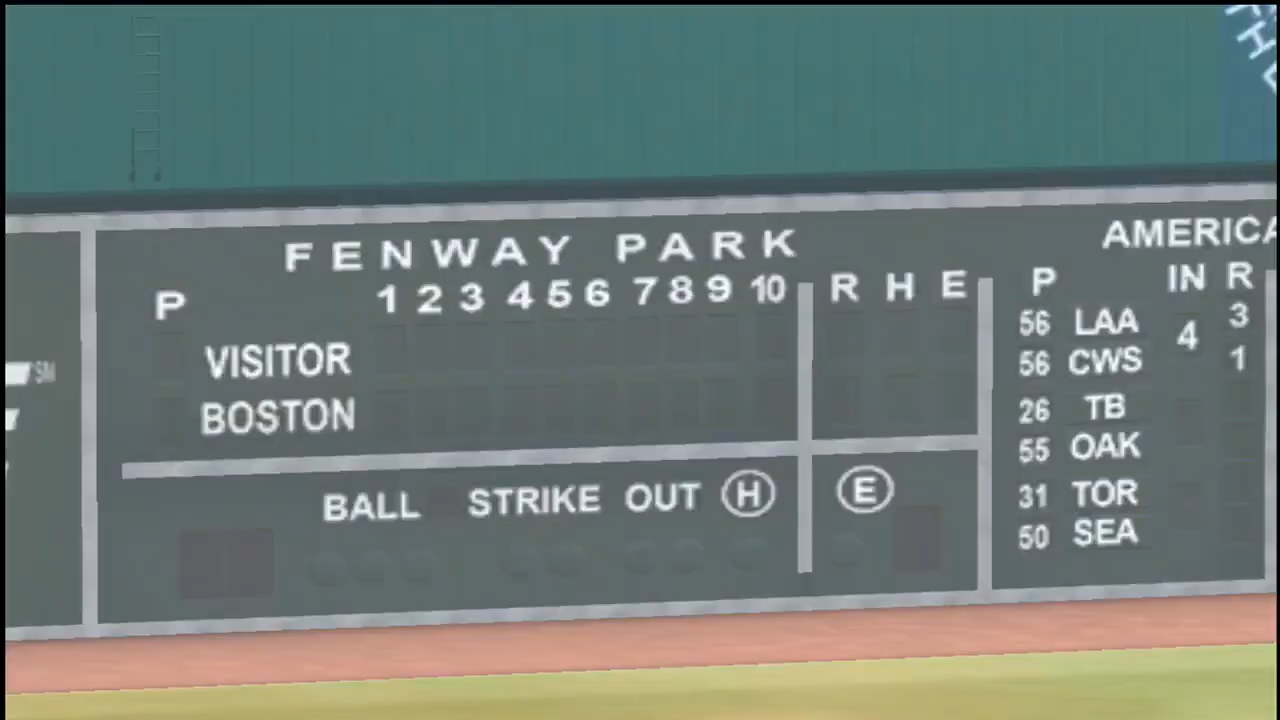 FENWAY PARK
P 1 2 3 4 5 6 7 8 9 10 R H E
VISITOR
BOSTON
BALL STRIKE OUT H E
SM
P IN R
56 LAA 4 3
56 CWS 1
26 TB
55 OAK
31 TOR
50 SEA